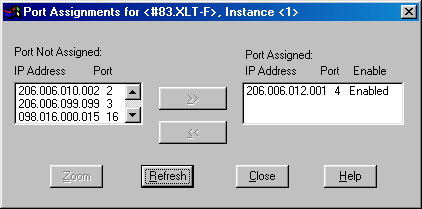 Port Assignments for <#83.XLT-F>, Instance <1>
Port Not Assigned:
IP Address Port
206.006.010.002 2
206.006.099.099 3
098.016.000.015 16
>>
<<
Port Assigned:
IP Address Port Enable
206.006.012.001 4 Enabled
Zoom
Refresh
Close
Help